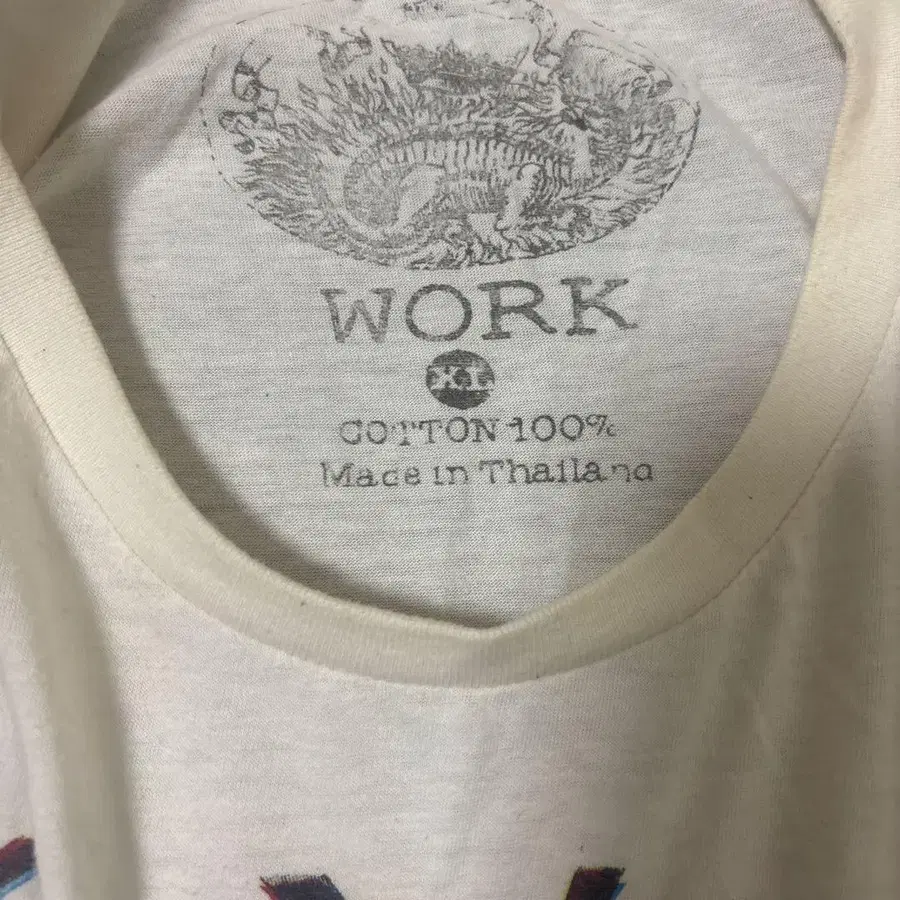 WORK
XL
COTTON 100%
Made in Thailand